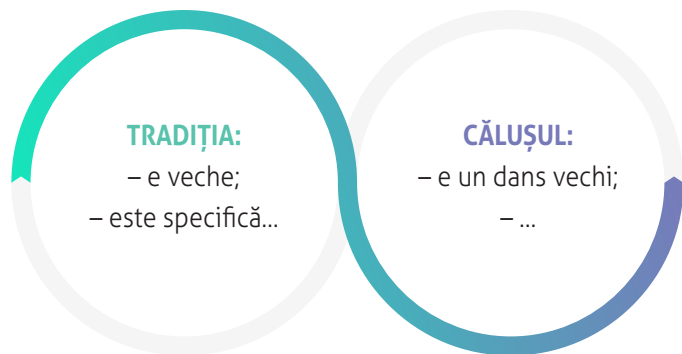 TRADIȚIA:
– e veche;
– este specifică...
CĂLUȘUL:
– e un dans vechi;
– ...